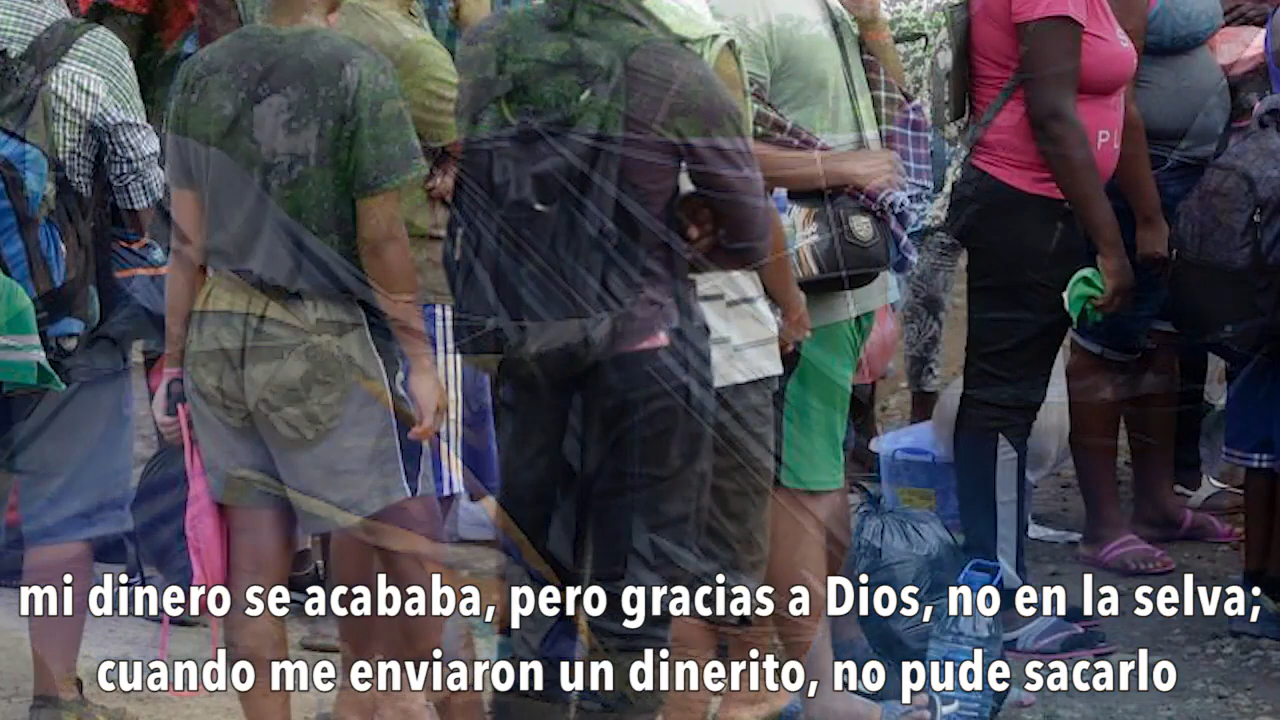 PL
mi dinero se acababa, pero gracias a Dios, no en la selva;
cuando me enviaron un dinerito, no pude sacarlo